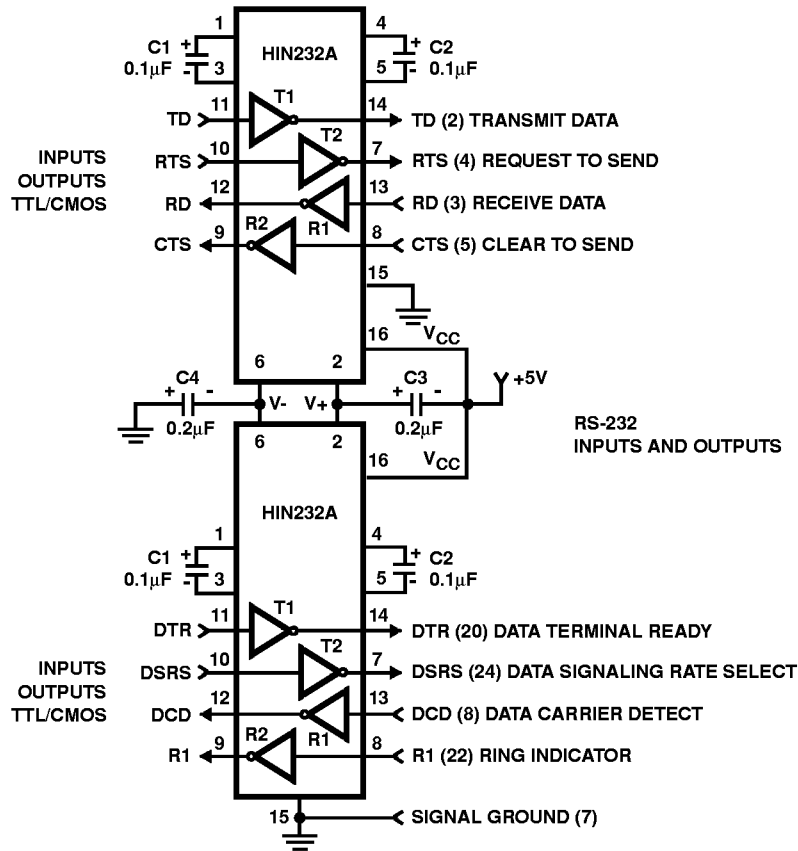 1
4
C1
+
-
0.1µF
3
HIN232A
+
-
C2
0.1µF
5
T1
TD
11
14
TD (2) TRANSMIT DATA
T2
INPUTS
OUTPUTS
TTL/CMOS
RTS
10
7
RTS (4) REQUEST TO SEND
RD
12
13
RD (3) RECEIVE DATA
R1
R2
CTS
9
8
CTS (5) CLEAR TO SEND
15
16
VCC
6
2
+5V
C4
+
-
0.2µF
V-
V+
C3
+
-
0.2µF
RS-232
INPUTS AND OUTPUTS
6
2
16
VCC
HIN232A
1
4
C1
+
-
0.1µF
3
+
-
C2
0.1µF
5
T1
DTR
11
14
DTR (20) DATA TERMINAL READY
T2
INPUTS
OUTPUTS
TTL/CMOS
DSRS
10
7
DSRS (24) DATA SIGNALING RATE SELECT
DCD
12
13
DCD (8) DATA CARRIER DETECT
R1
R2
R1
9
8
R1 (22) RING INDICATOR
15
SIGNAL GROUND (7)